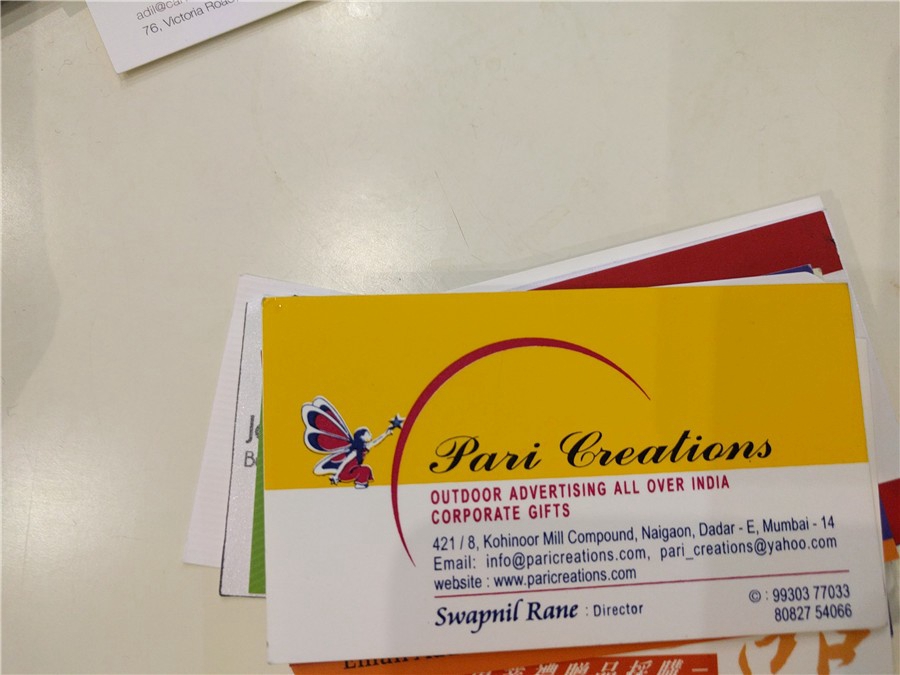 76, Victoria Road
Pari Creations
OUTDOOR ADVERTISING ALL OVER INDIA
CORPORATE GIFTS
421 / 8, Kohinoor Mill Compound, Naigaon, Dadar - E, Mumbai - 14
Email: info@paricreations.com, pari_creations@yahoo.com
website : www.paricreations.com
Swapnil Rane : Director
✆ : 99303 77033
80827 54066